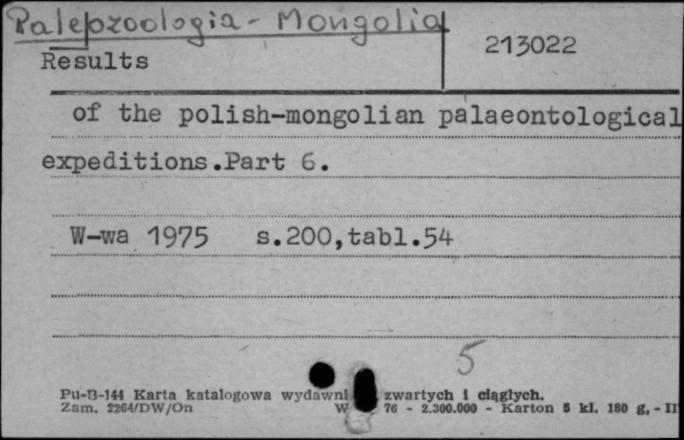 Paleozoologia - Mongolia
213022
Results
of the polish-mongolian palaeontological
expeditions.Part 6.
W-wa 1975 s.200,tabl.54
5
Pu-B-144 Karta katalogowa wydawni zwartych i ciągłych.
Zam. 2264/DW/On W 76 - 2.300.000 - Karton 5 kl. 180 g, - II